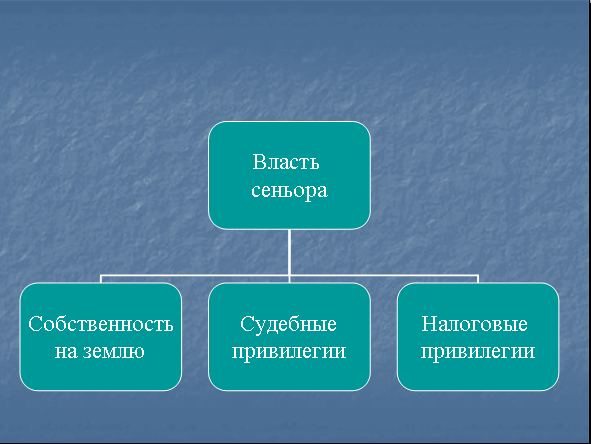 Власть
сеньора
Собственность
на землю
Судебные
привилегии
Налоговые
привилегии